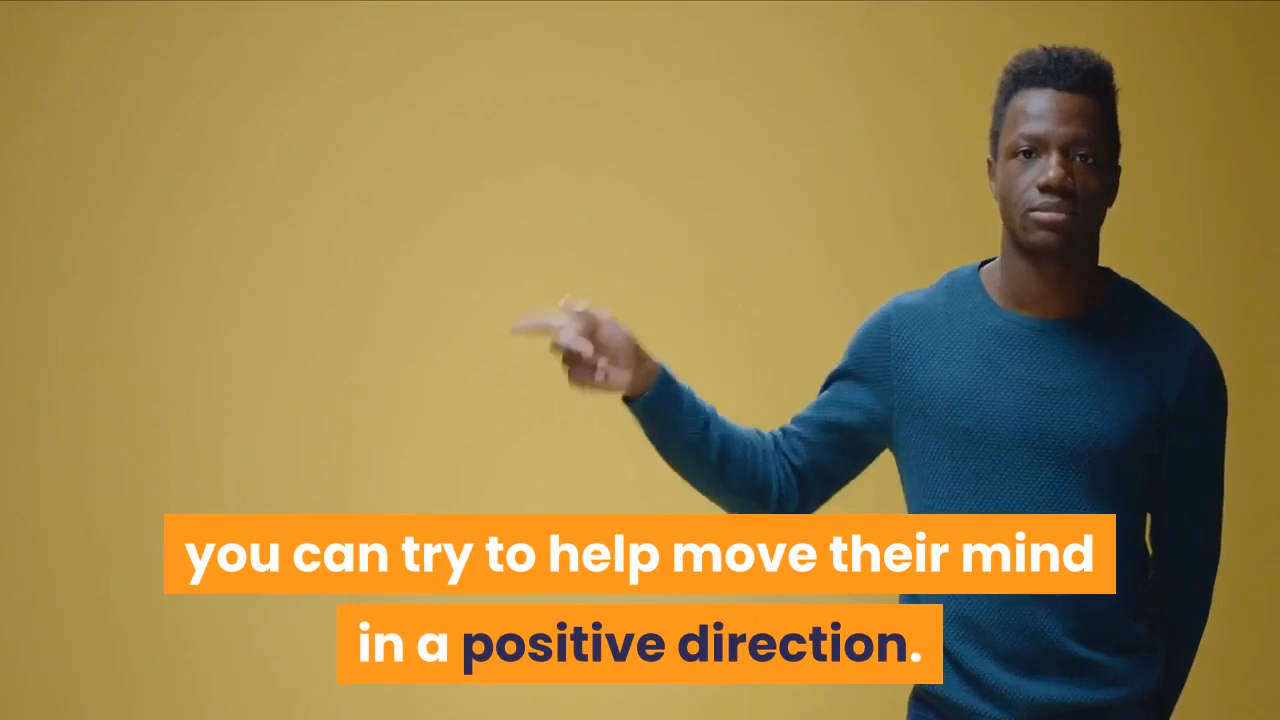 you can try to help move their mind
in a positive direction.